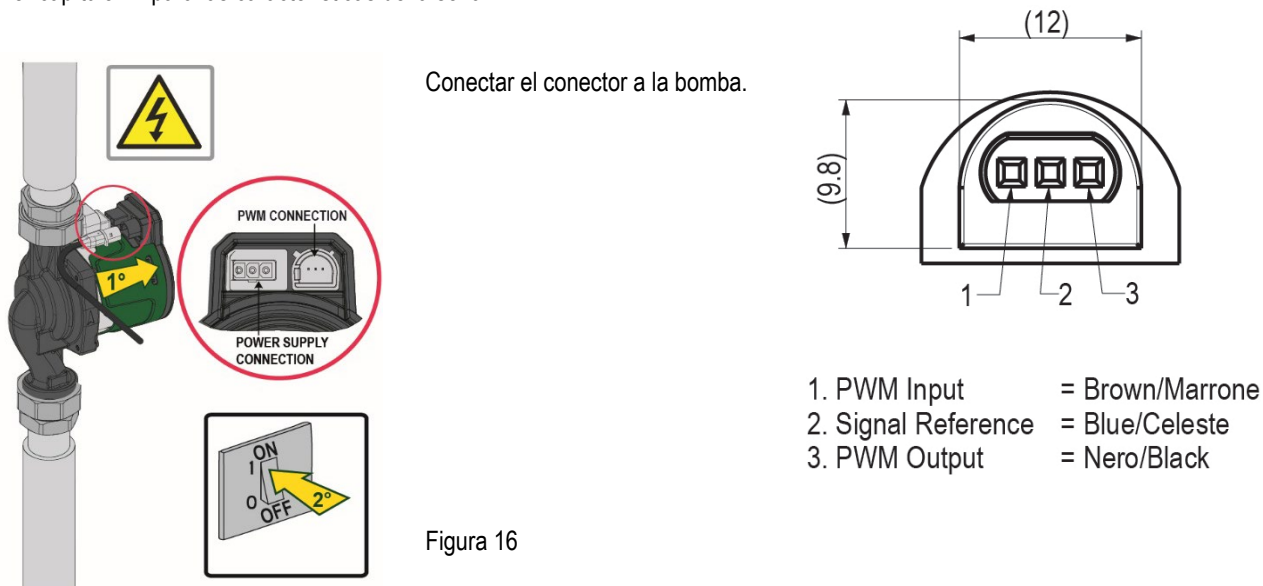 Conectar el conector a la bomba.
PWM CONNECTION
1°
POWER SUPPLY
CONNECTION
ON
1
0
OFF
2°
Figura 16
(12)
(9.8)
1
2
3
1. PWM Input = Brown/Marrone
2. Signal Reference = Blue/Celeste
3. PWM Output = Nero/Black